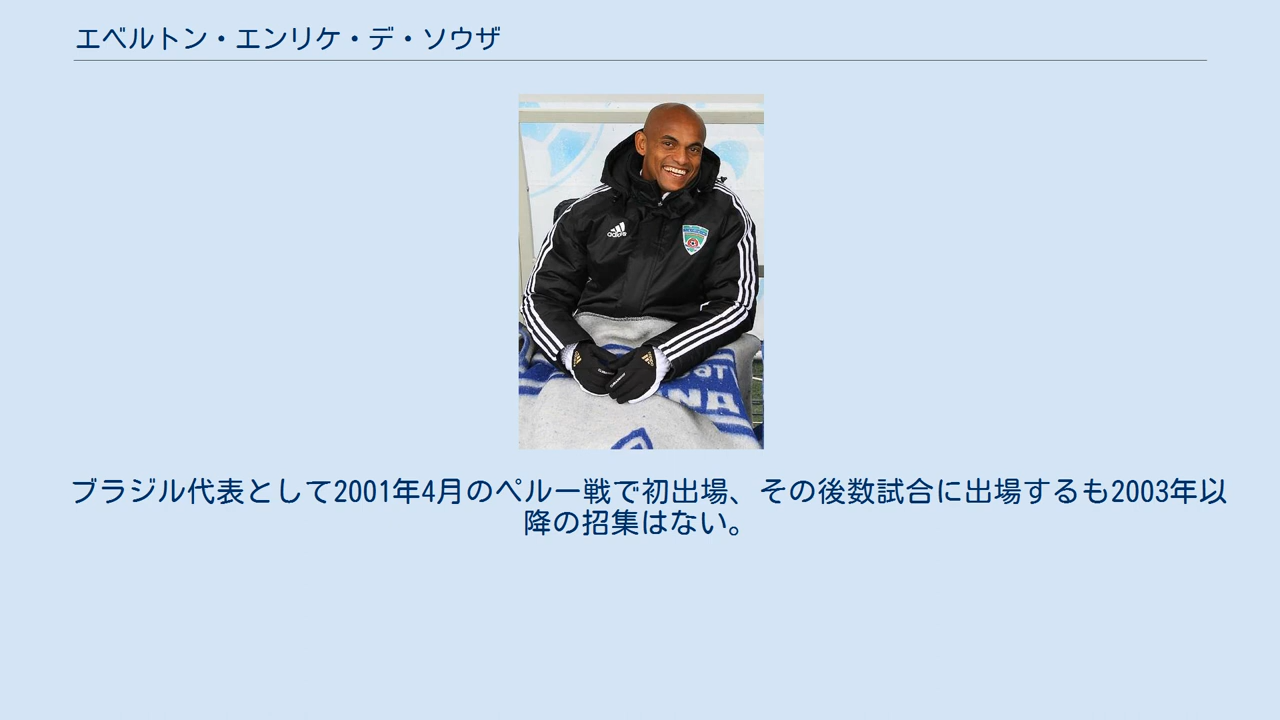 エベルトン・エンリケ・デ・ソウザ
adidas
NA
ブラジル代表として2001年4月のペルー戦で初出場、その後数試合に出場するも2003年以
降の招集はない。